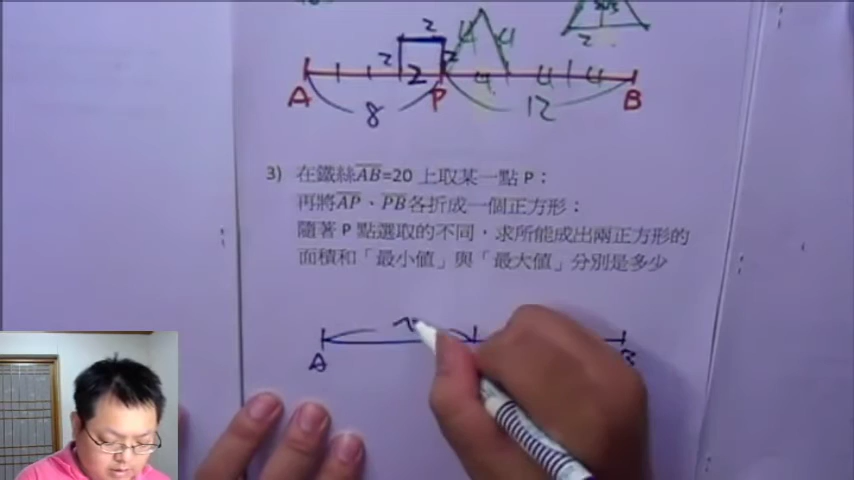 2
4 4
2 2 2 4 4 4 2
A P B
8 12
3) 在鐵絲AB=20 上取某一點 P：
再將AP、PB各折成一個正方形：
隨著 P 點選取的不同，求所能成出兩正方形的
面積和「最小值」與「最大值」分別是多少
A B